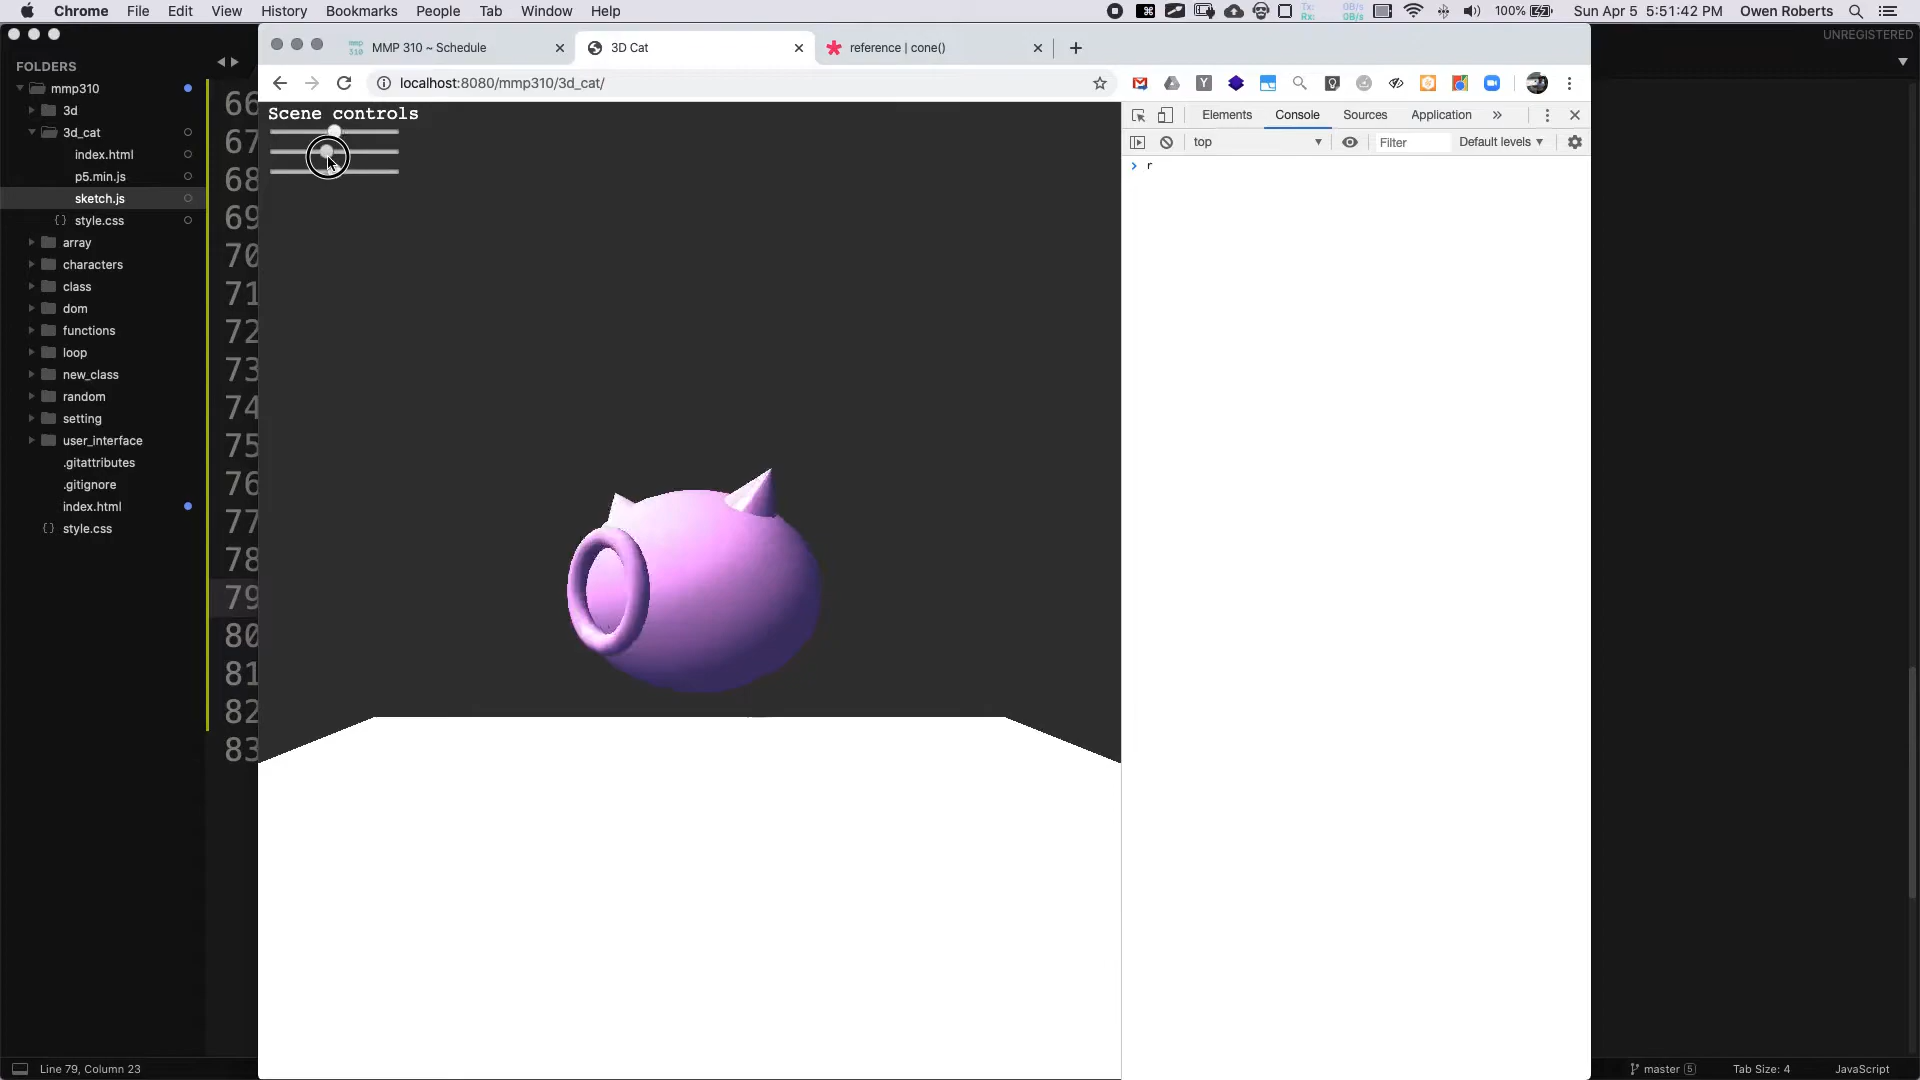 Chrome File Edit View History Bookmarks People Tab Window Help Tx: Rx: 0B/s 0B/s 100% Sun Apr 5 5:51:42 PM Owen Roberts
UNREGISTERED
MMP 310 ~ Schedule 3D Cat reference | cone()
localhost:8080/mmp310/3d_cat/
FOLDERS
mmp310
3d
3d_cat
index.html
p5.min.js
sketch.js
{} style.css
array
characters
class
dom
functions
loop
new_class
random
setting
user_interface
.gitattributes
.gitignore
index.html
{} style.css
66
67
68
69
70
71
72
73
74
75
76
77
78
79
80
81
82
83
Scene controls
Elements Console Sources Application »
top Filter Default levels
> r
Line 79, Column 23 master 5 Tab Size: 4 JavaScript